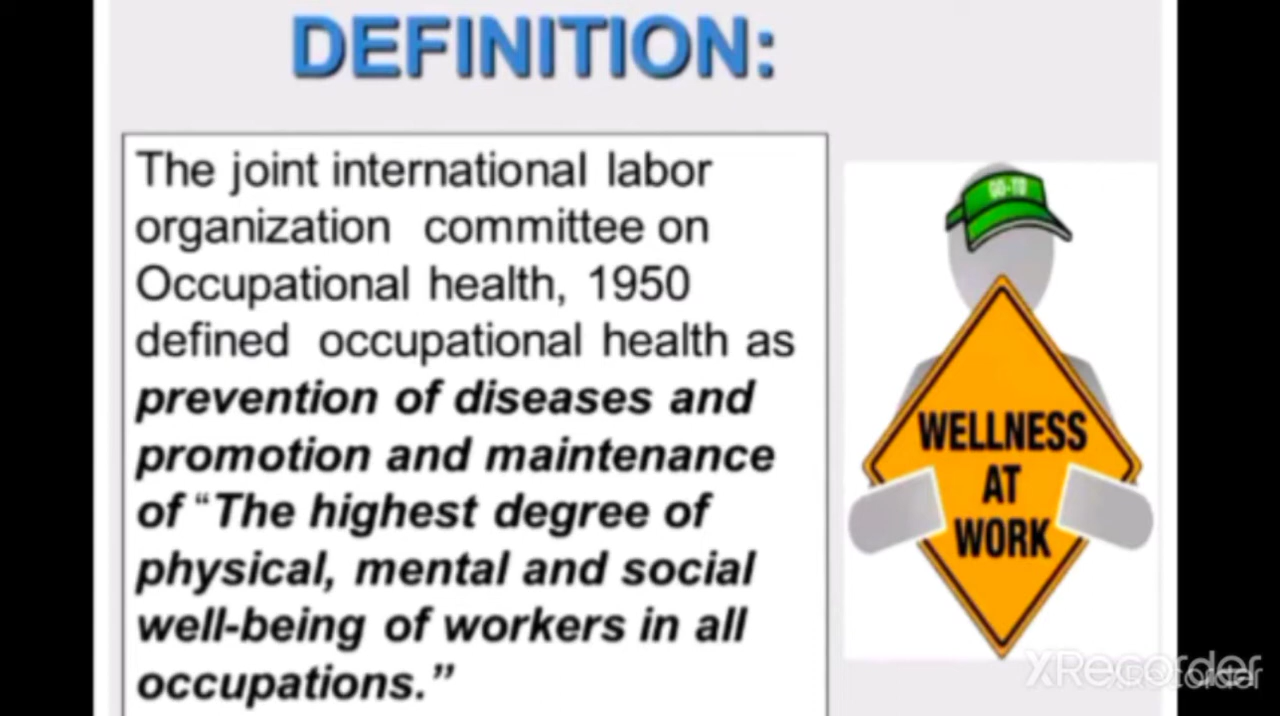 DEFINITION:
The joint international labor
organization committee on
Occupational health, 1950
defined occupational health as
prevention of diseases and
promotion and maintenance
of “The highest degree of
physical, mental and social
well-being of workers in all
occupations.”
GO-TO
WELLNESS
AT
WORK
XRecorder